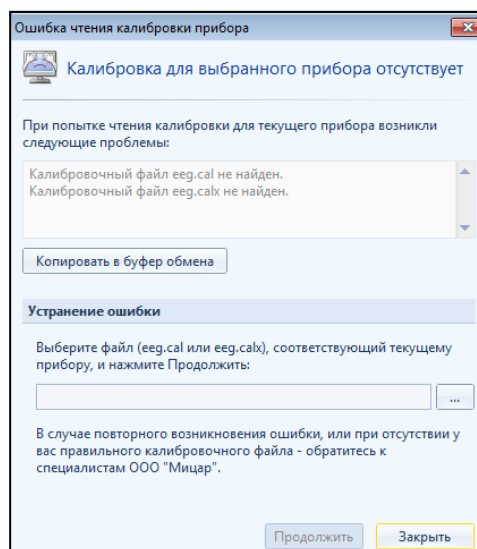 Ошибка чтения калибровки прибора
Калибровка для выбранного прибора отсутствует
При попытке чтения калибровки для текущего прибора возникли
следующие проблемы:
Калибровочный файл eeg.cal не найден.
Калибровочный файл eeg.calx не найден.
Копировать в буфер обмена
Устранение ошибки
Выберите файл (eeg.cal или eeg.calx), соответствующий текущему
прибору, и нажмите Продолжить:
...
В случае повторного возникновения ошибки, или при отсутствии у
вас правильного калибровочного файла - обратитесь к
специалистам ООО "Мицар".
Продолжить Закрыть